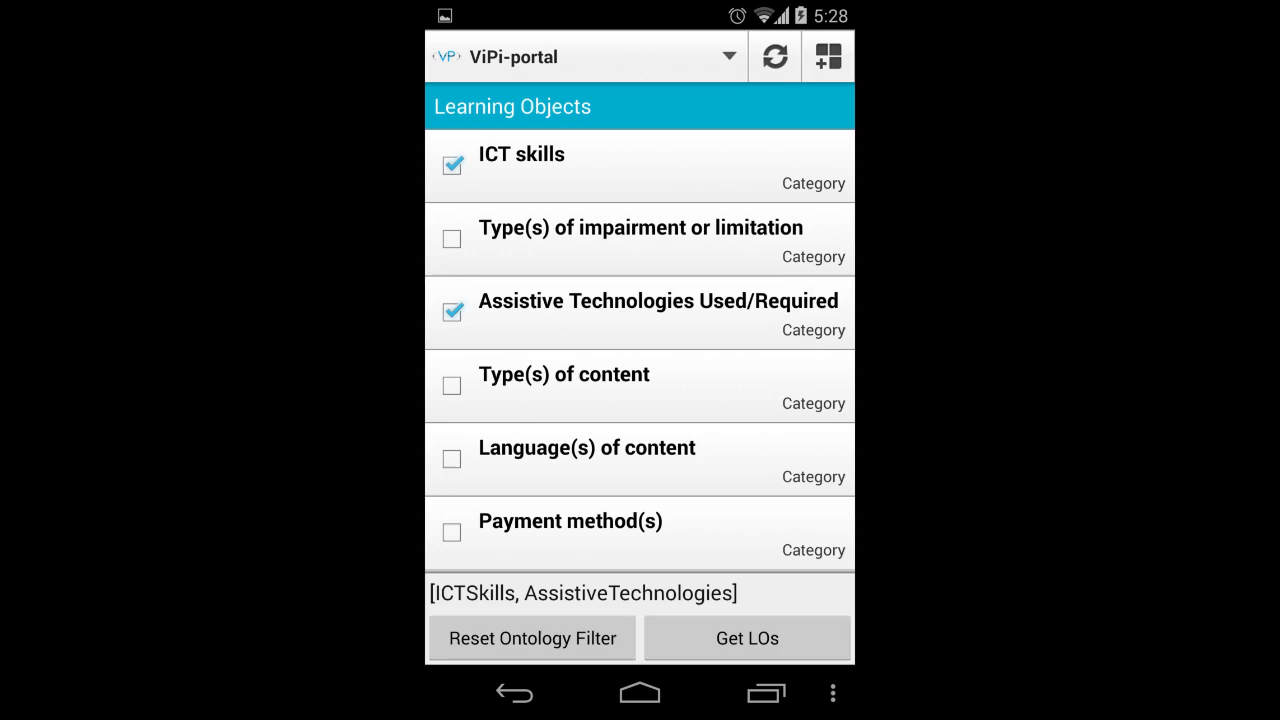 5:28
VP ViPi-portal
Learning Objects
ICT skills
Category
Type(s) of impairment or limitation
Category
Assistive Technologies Used/Required
Category
Type(s) of content
Category
Language(s) of content
Category
Payment method(s)
Category
[ICTSkills, AssistiveTechnologies]
Reset Ontology Filter Get LOs